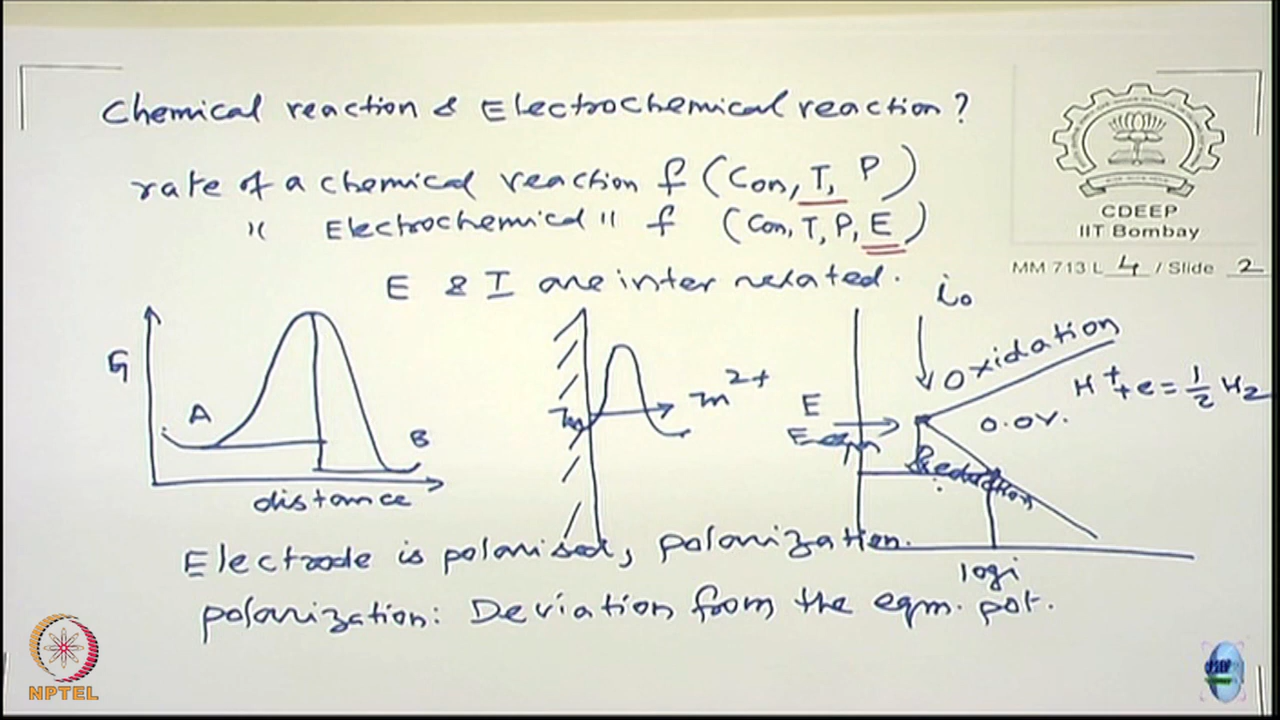 Chemical reaction & Electrochemical reaction?
rate of a chemical reaction f (Con, T, P)
" Electrochemical " f (Con, T, P, E)
E & I are inter related.
CDEEP
IIT Bombay
MM 713 L 4 / Slide 2
G
A
B
distance
m
m2+
i0
Oxidation
H+ + e = 1/2 H2
0.0V.
E
E eqm
Reduction
log i
Electrode is polarised, polarization.
polarization: Deviation from the eqm. pot.
NPTEL